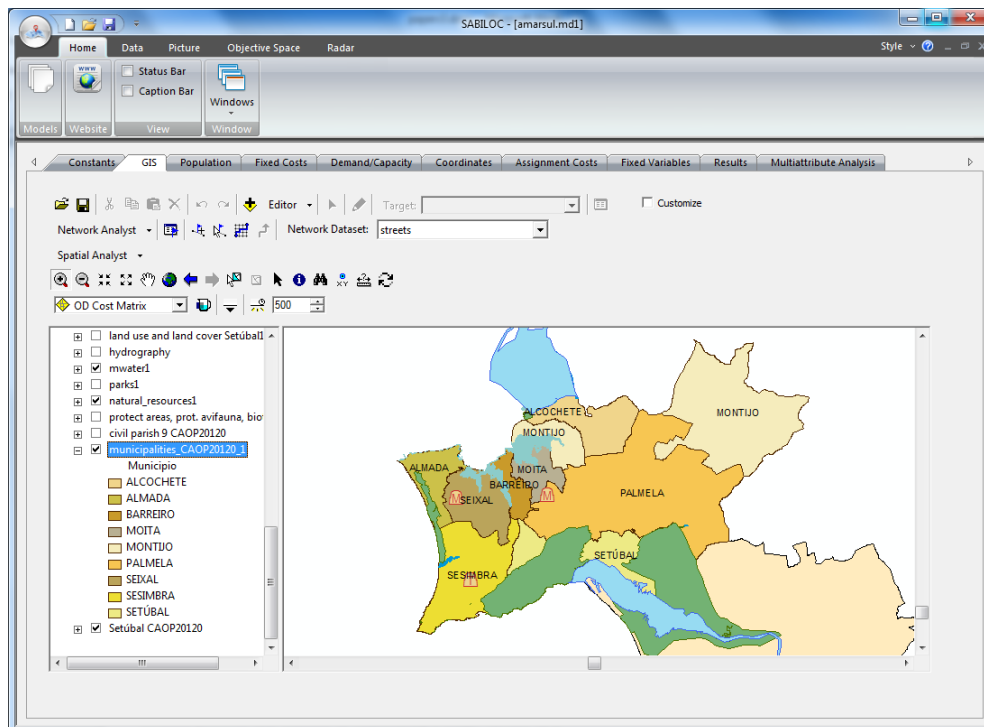 SABILOC - [amarsul.md1]
Home Data Picture Objective Space Radar Style
WWW
Status Bar
Caption Bar
Windows
Models Website View Window
Constants GIS Population Fixed Costs Demand/Capacity Coordinates Assignment Costs Fixed Variables Results Multiattribute Analysis
Editor Target: Customize
Network Analyst Network Dataset: streets
Spatial Analyst
XY
OD Cost Matrix 500
land use and land cover Setúbal1
hydrography
mwater1
parks1
natural_resources1
protect areas, prot. avifauna, bio
civil parish 9 CAOP20120
municipalities_CAOP20120_1
Municipio
ALCOCHETE
ALMADA
BARREIRO
MOITA
MONTIJO
PALMELA
SEIXAL
SESIMBRA
SETÚBAL
Setúbal CAOP20120
ALCOCHETE
MONTIJO
MONTIJO
ALMADA
MOITA
BARREIRO
M SEIXAL M
PALMELA
SETÚBAL
SESIMBRA
T